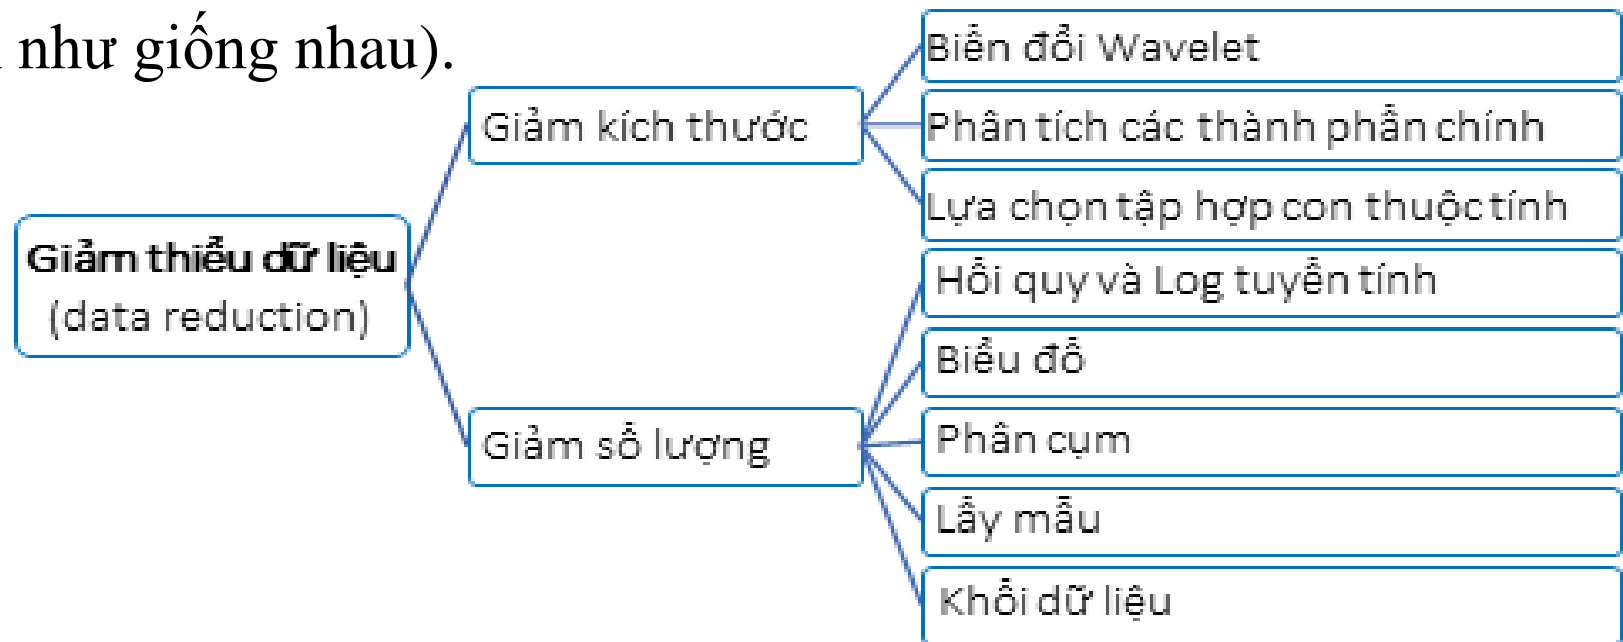 như giống nhau).
Giảm thiểu dữ liệu
(data reduction)
Giảm kích thước
Biến đổi Wavelet
Phân tích các thành phần chính
Lựa chọn tập hợp con thuộc tính
Giảm số lượng
Hồi quy và Log tuyến tính
Biểu đồ
Phân cụm
Lấy mẫu
Khối dữ liệu